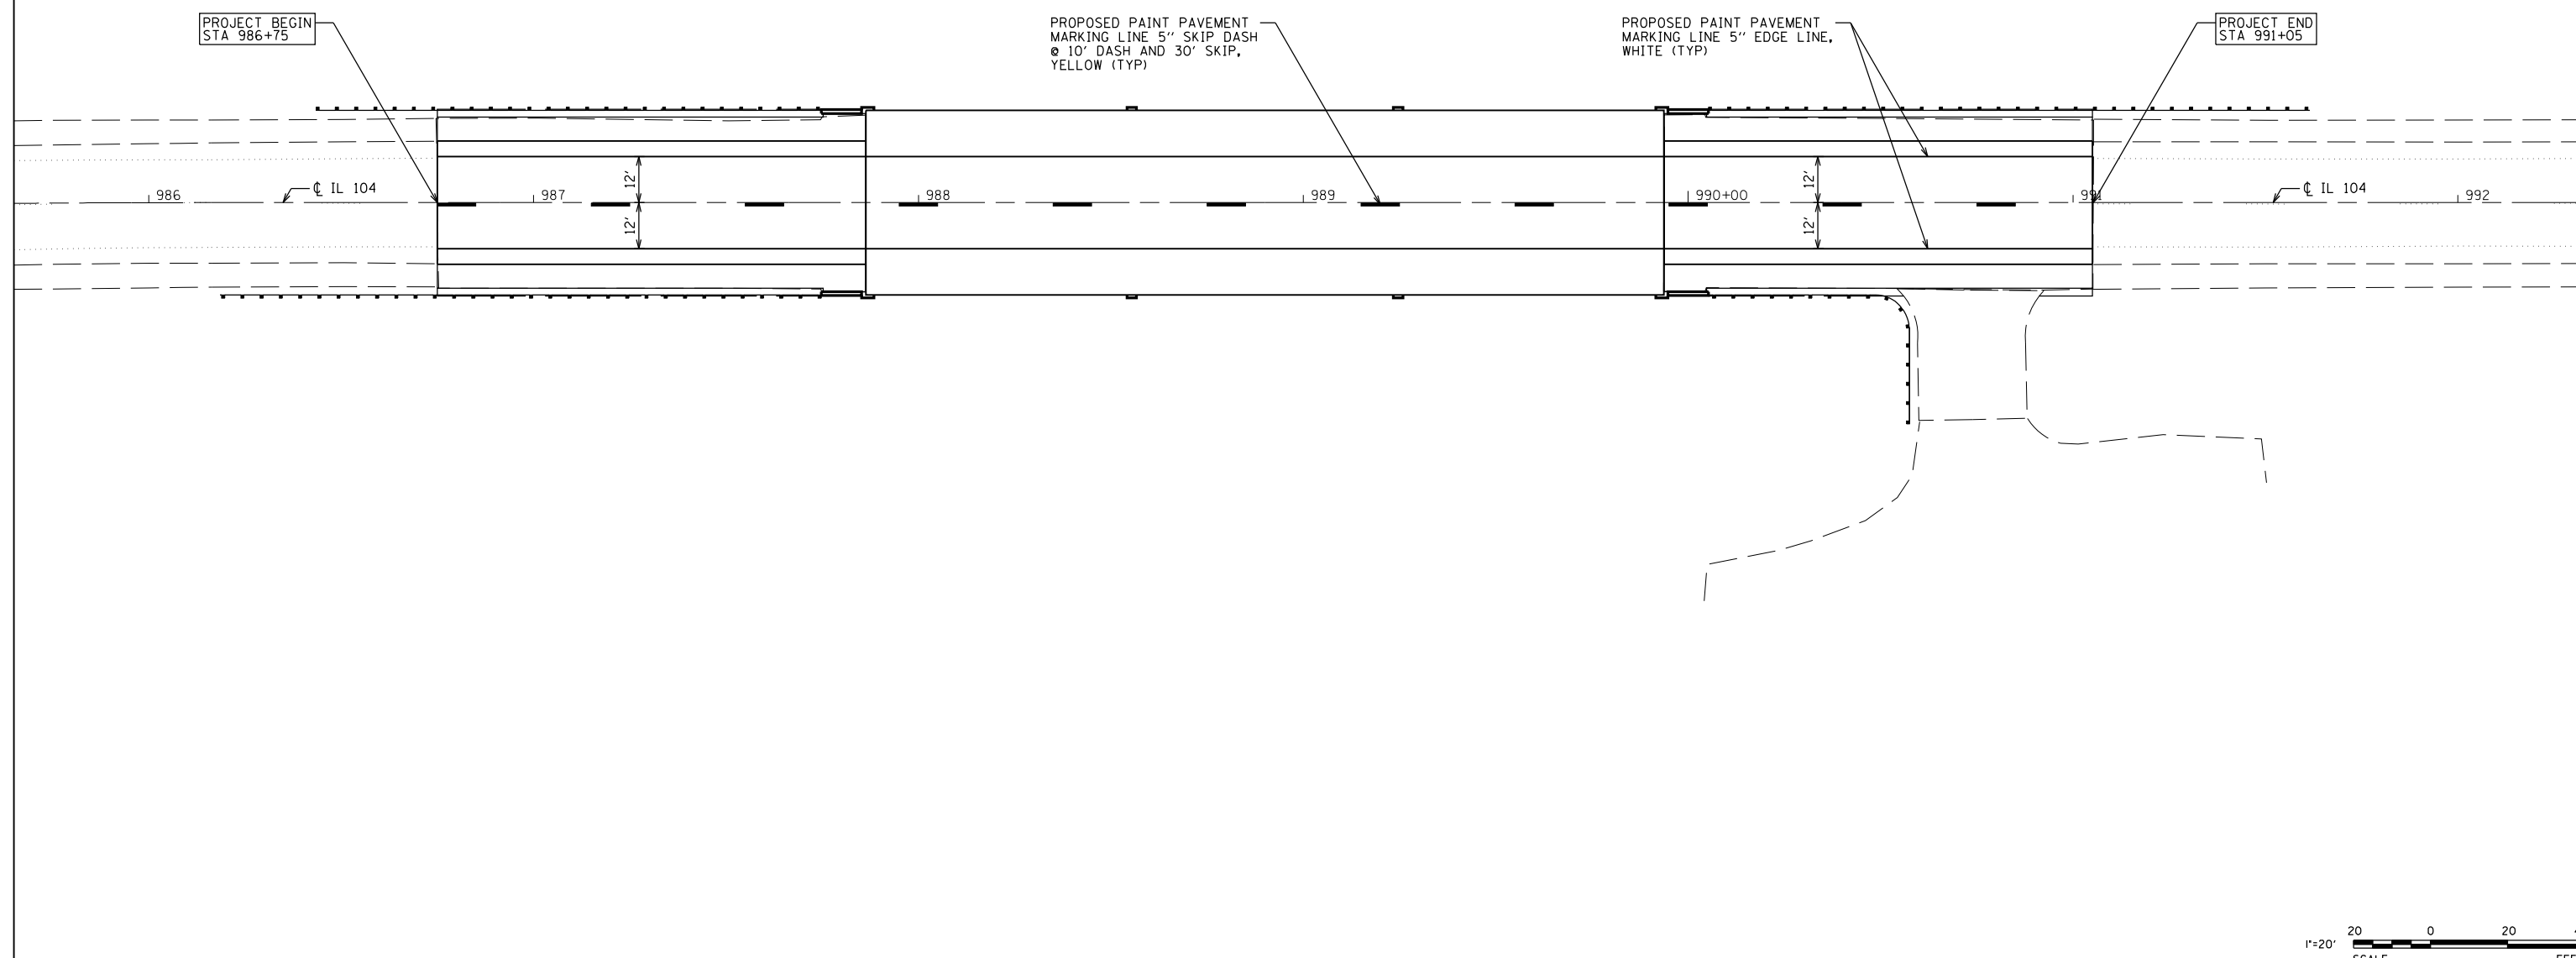 PROJECT BEGIN
STA 986+75
PROPOSED PAINT PAVEMENT
MARKING LINE 5" SKIP DASH
@ 10' DASH AND 30' SKIP,
YELLOW (TYP)
PROPOSED PAINT PAVEMENT
MARKING LINE 5" EDGE LINE,
WHITE (TYP)
PROJECT END
STA 991+05
986
℄ IL 104
987
12'
12'
988
989
990+00
12'
12'
991
℄ IL 104
992
1"=20'
20 0 20